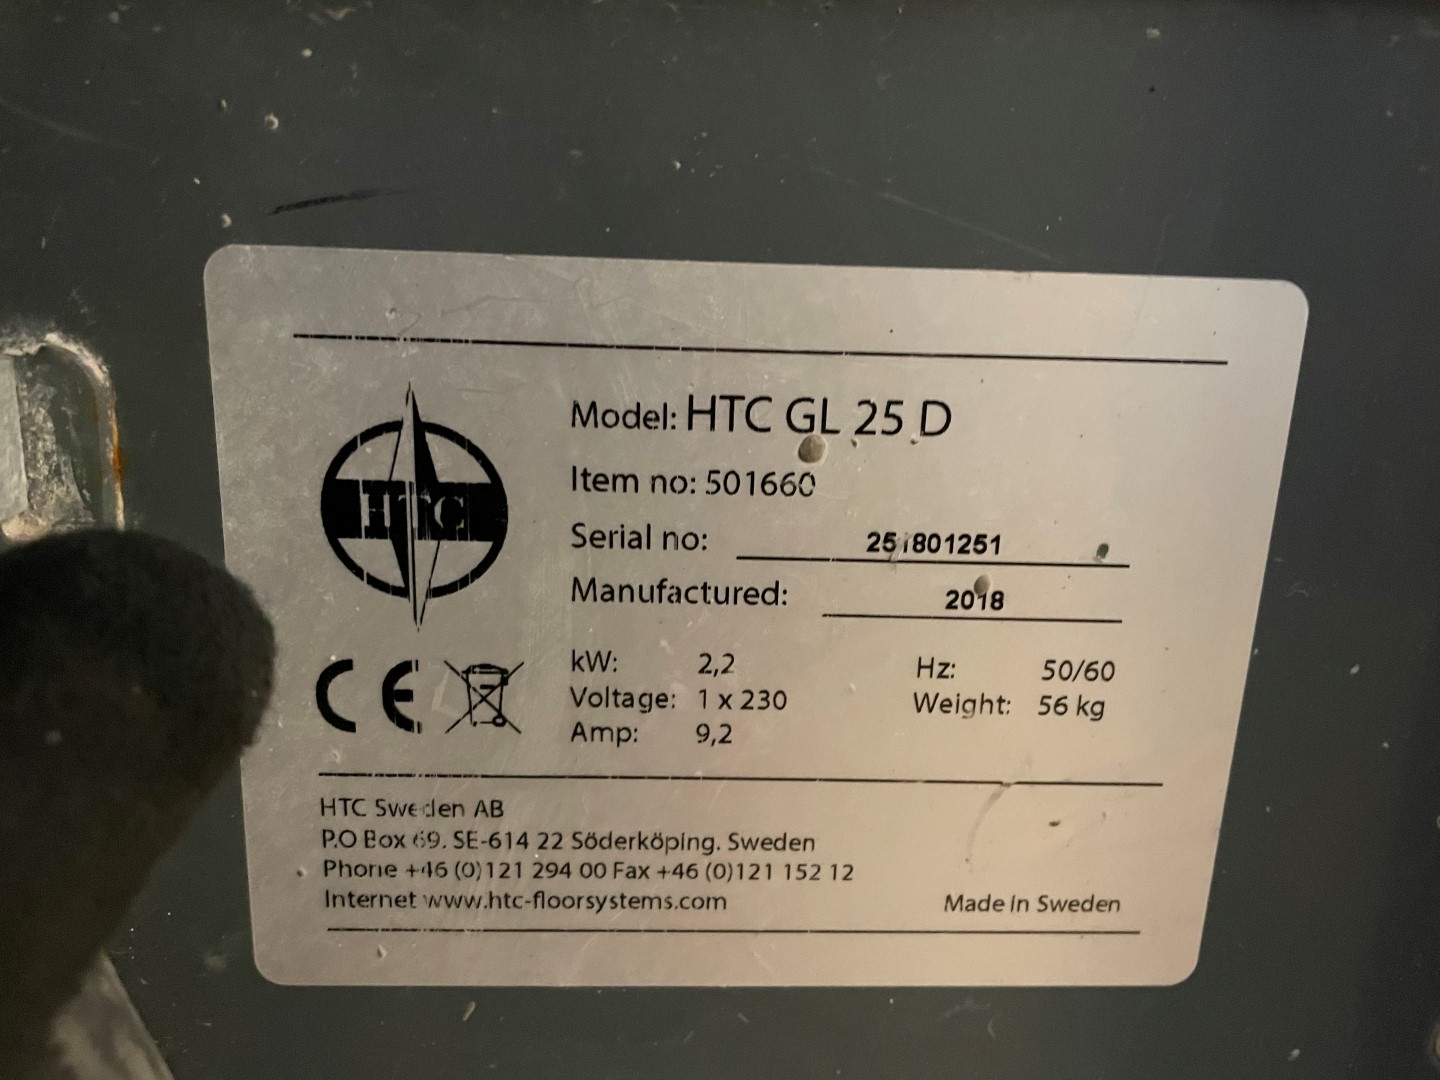 Model: HTC GL 25 D
Item no: 501660
HTC
Serial no:
Manufactured: 2018
kW: 2,2 Hz: 50/60
Voltage: 1 x 230 Weight: 56 kg
Amp: 9,2
CE
HTC Sweden AB
P.O Box 69. SE-614 22 Söderköping. Sweden
Phone +46 (0)121 294 00 Fax +46 (0)121 152 12
Internet www.htc-floorsystems.com Made in Sweden